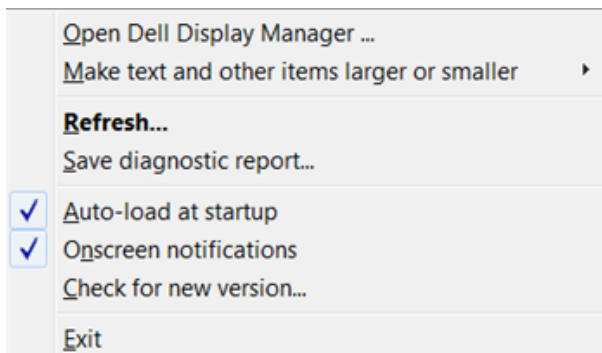 Open Dell Display Manager ...
Make text and other items larger or smaller
Refresh...
Save diagnostic report...
Auto-load at startup
Onscreen notifications
Check for new version...
Exit